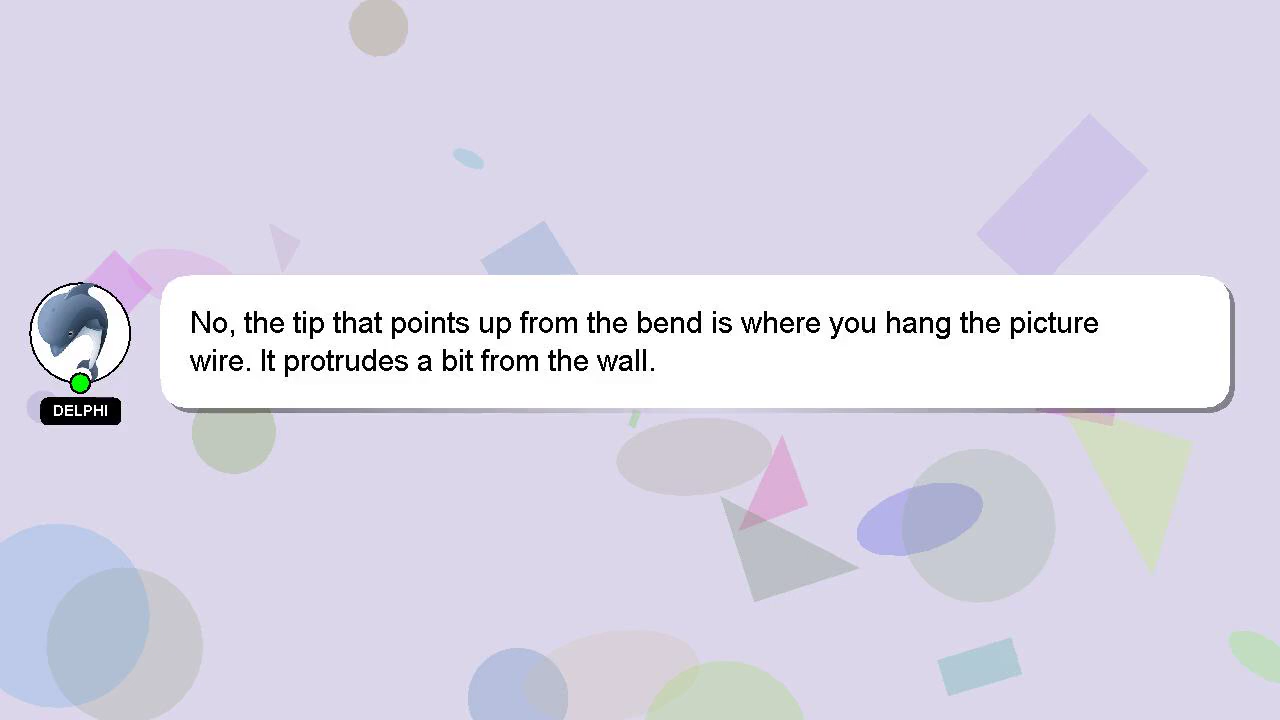 No, the tip that points up from the bend is where you hang the picture
wire. It protrudes a bit from the wall.
DELPHI